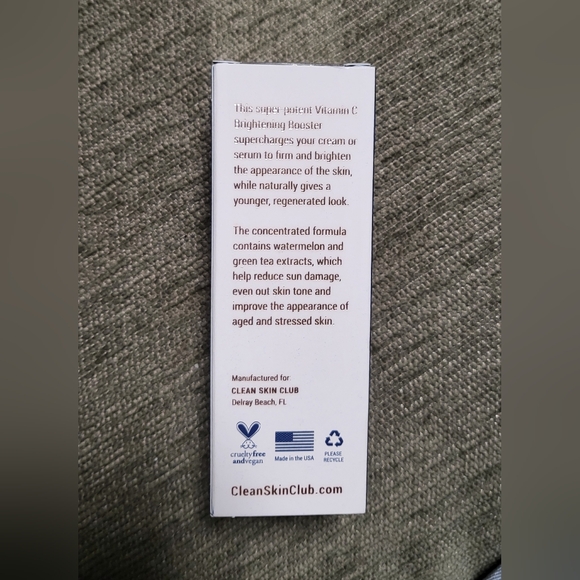 This super-potent Vitamin C
Brightening Booster
supercharges your cream or
serum to firm and brighten
the appearance of the skin,
while naturally gives a
younger, regenerated look.
The concentrated formula
contains watermelon and
green tea extracts, which
help reduce sun damage,
even out skin tone and
improve the appearance of
aged and stressed skin.
Manufactured for
CLEAN SKIN CLUB
Delray Beach, FL
crueltyfree
andvegan
Made in the USA
PLEASE
RECYCLE
CleanSkinClub.com